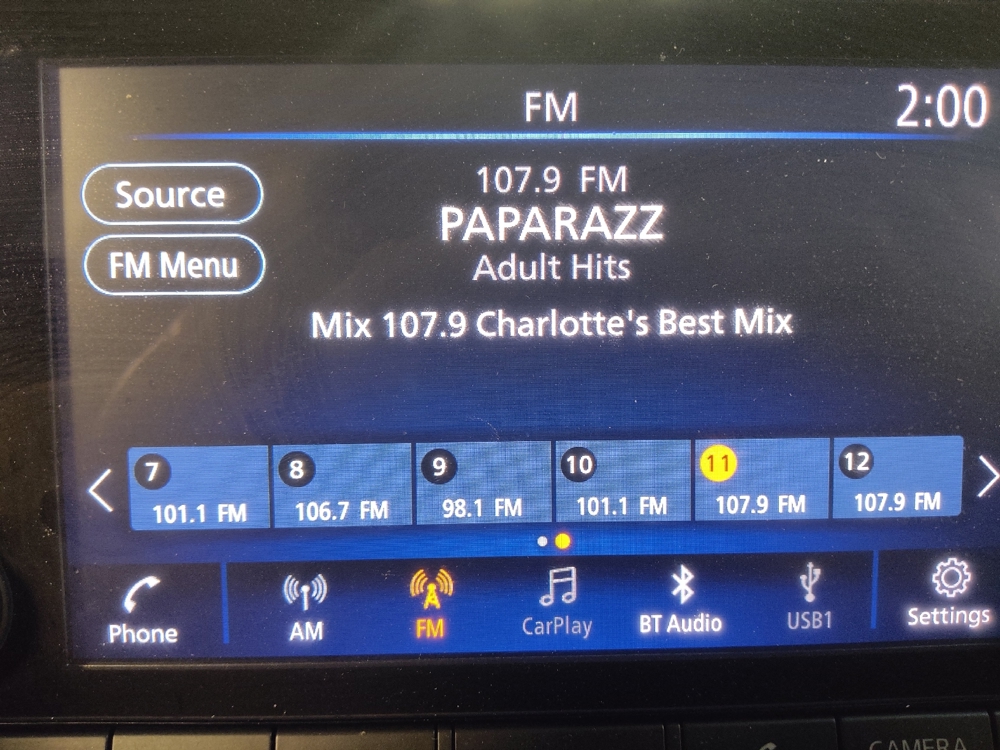 FM
2:00
Source
FM Menu
107.9 FM
PAPARAZZ
Adult Hits
Mix 107.9 Charlotte's Best Mix
7
101.1 FM
8
106.7 FM
9
98.1 FM
10
101.1 FM
11
107.9 FM
12
107.9 FM
Phone
AM
FM
CarPlay
BT Audio
USB1
Settings
CAMERA